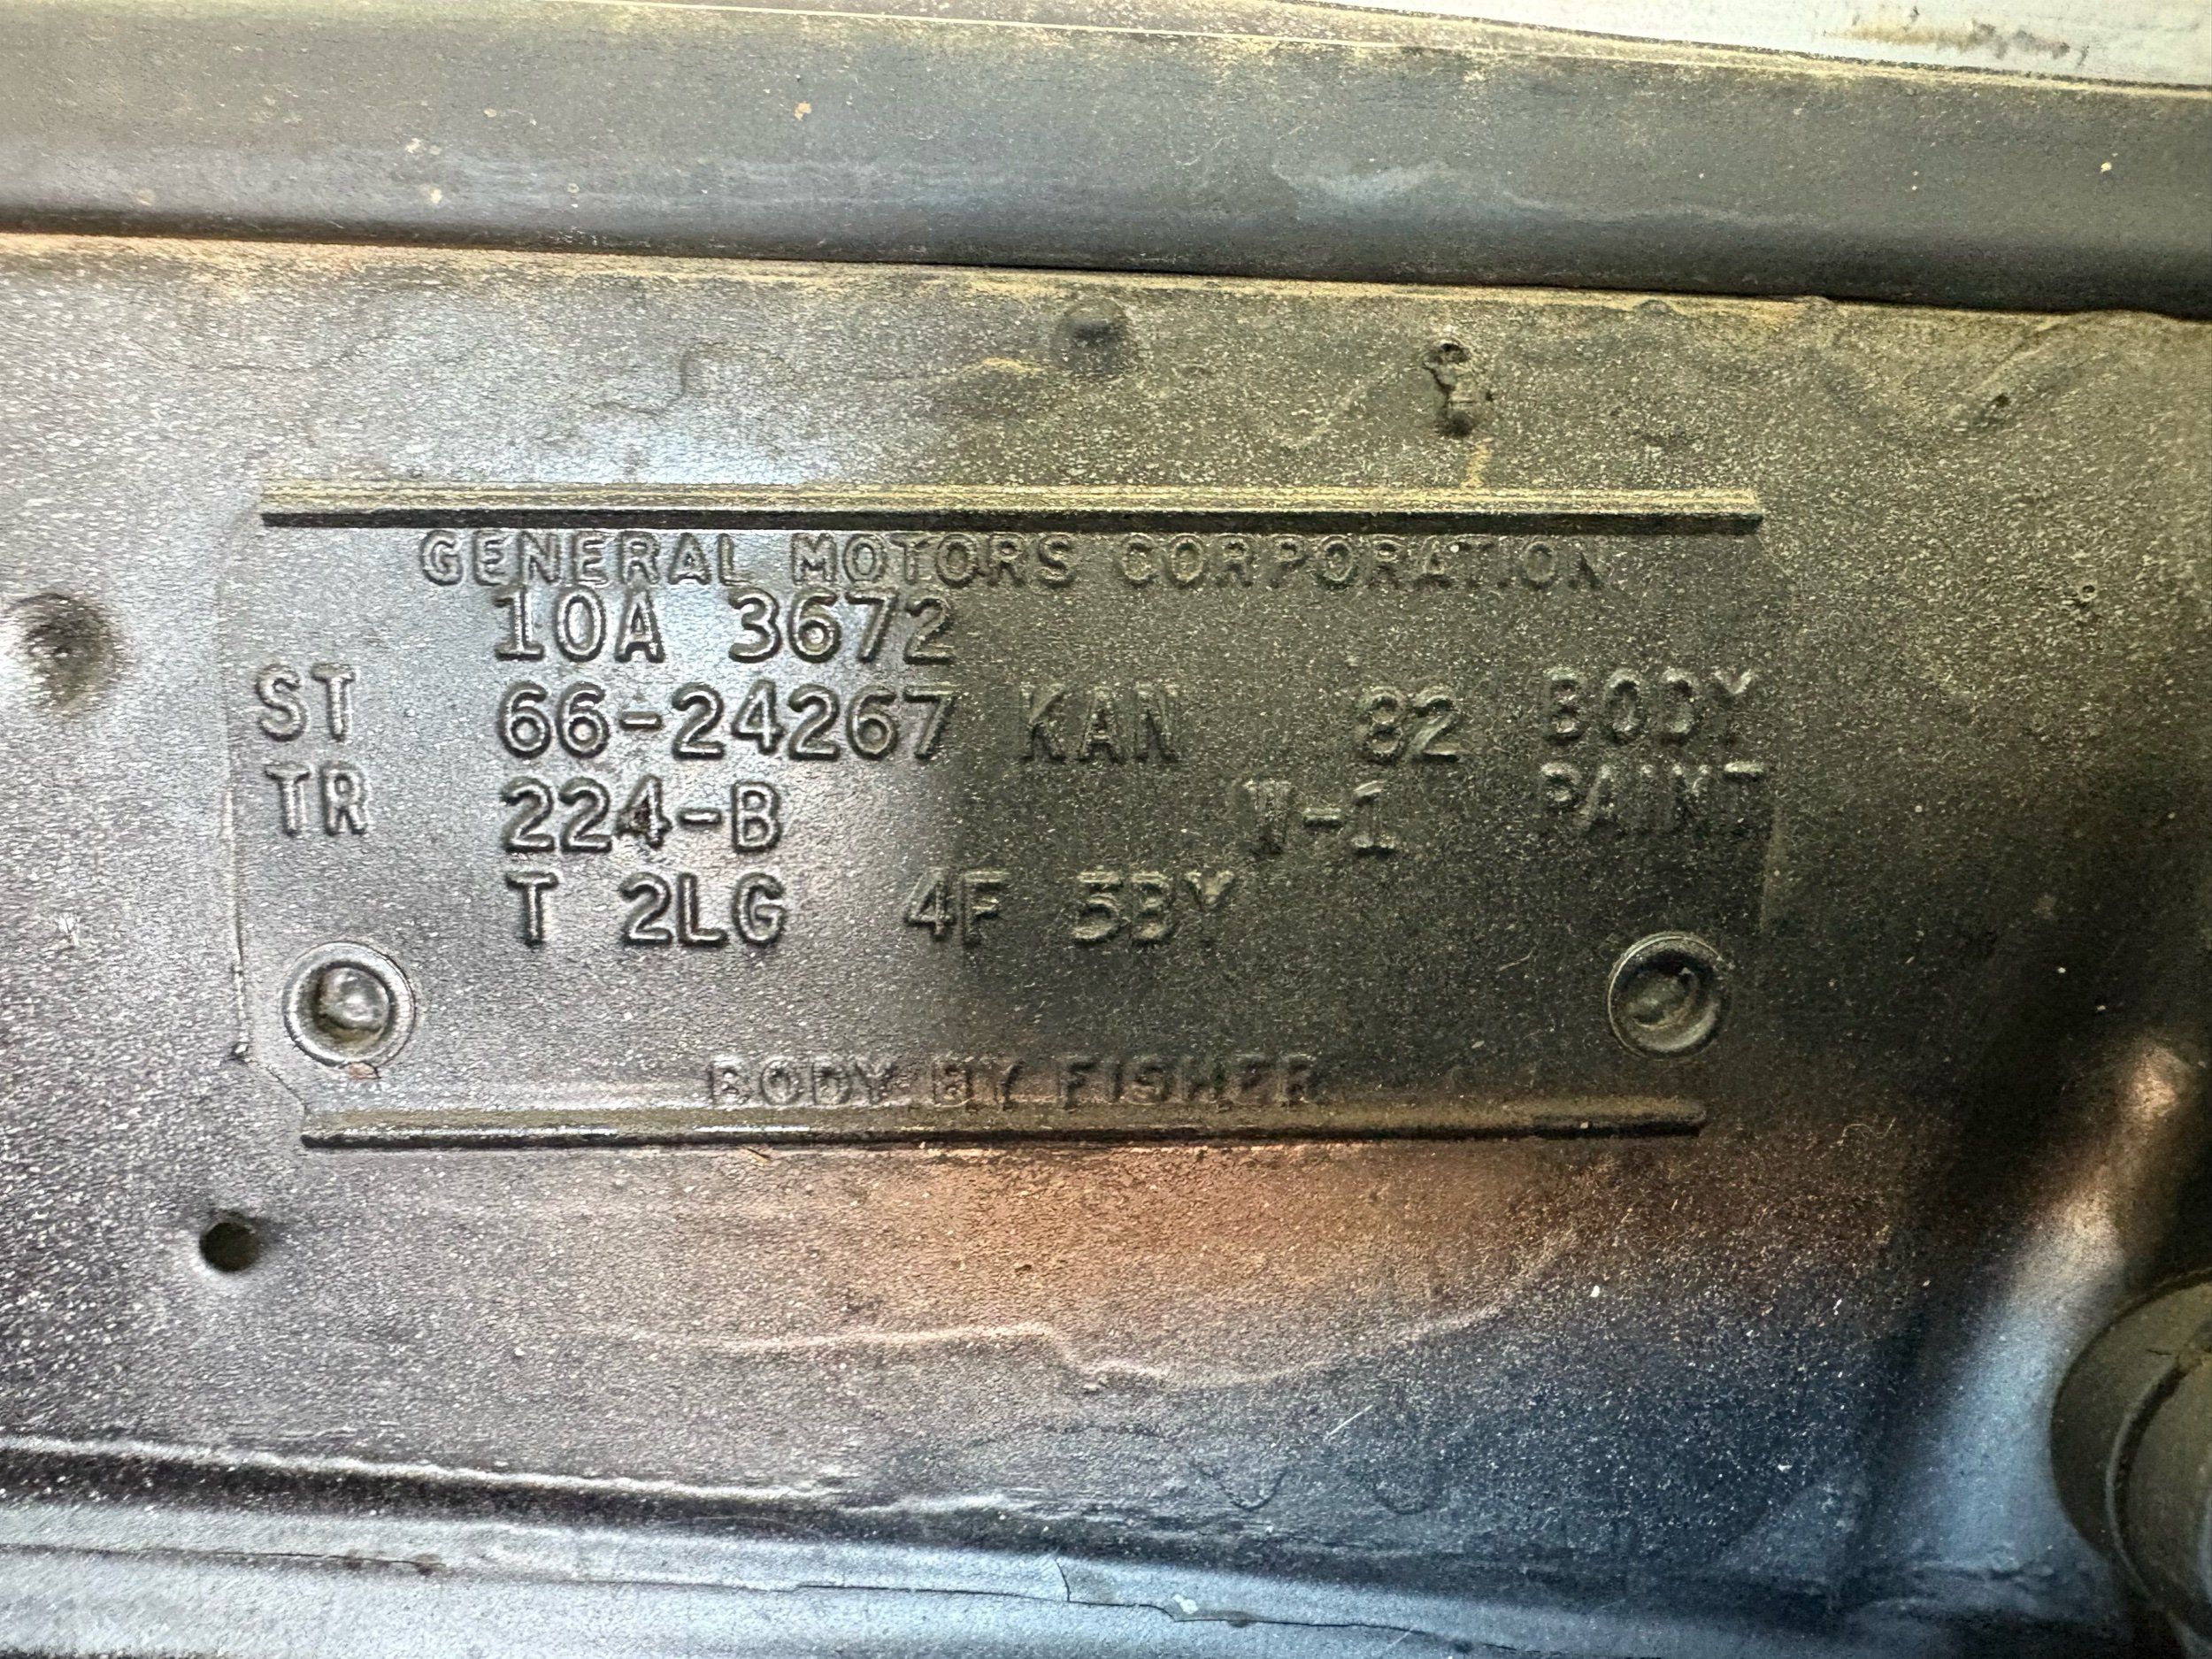 GENERAL MOTORS CORPORATION
10A 3672
ST 66-24267 KAN 82 BODY
TR 224-B W-1 PAINT
T 2LG 4F 5BY
BODY BY FISHER